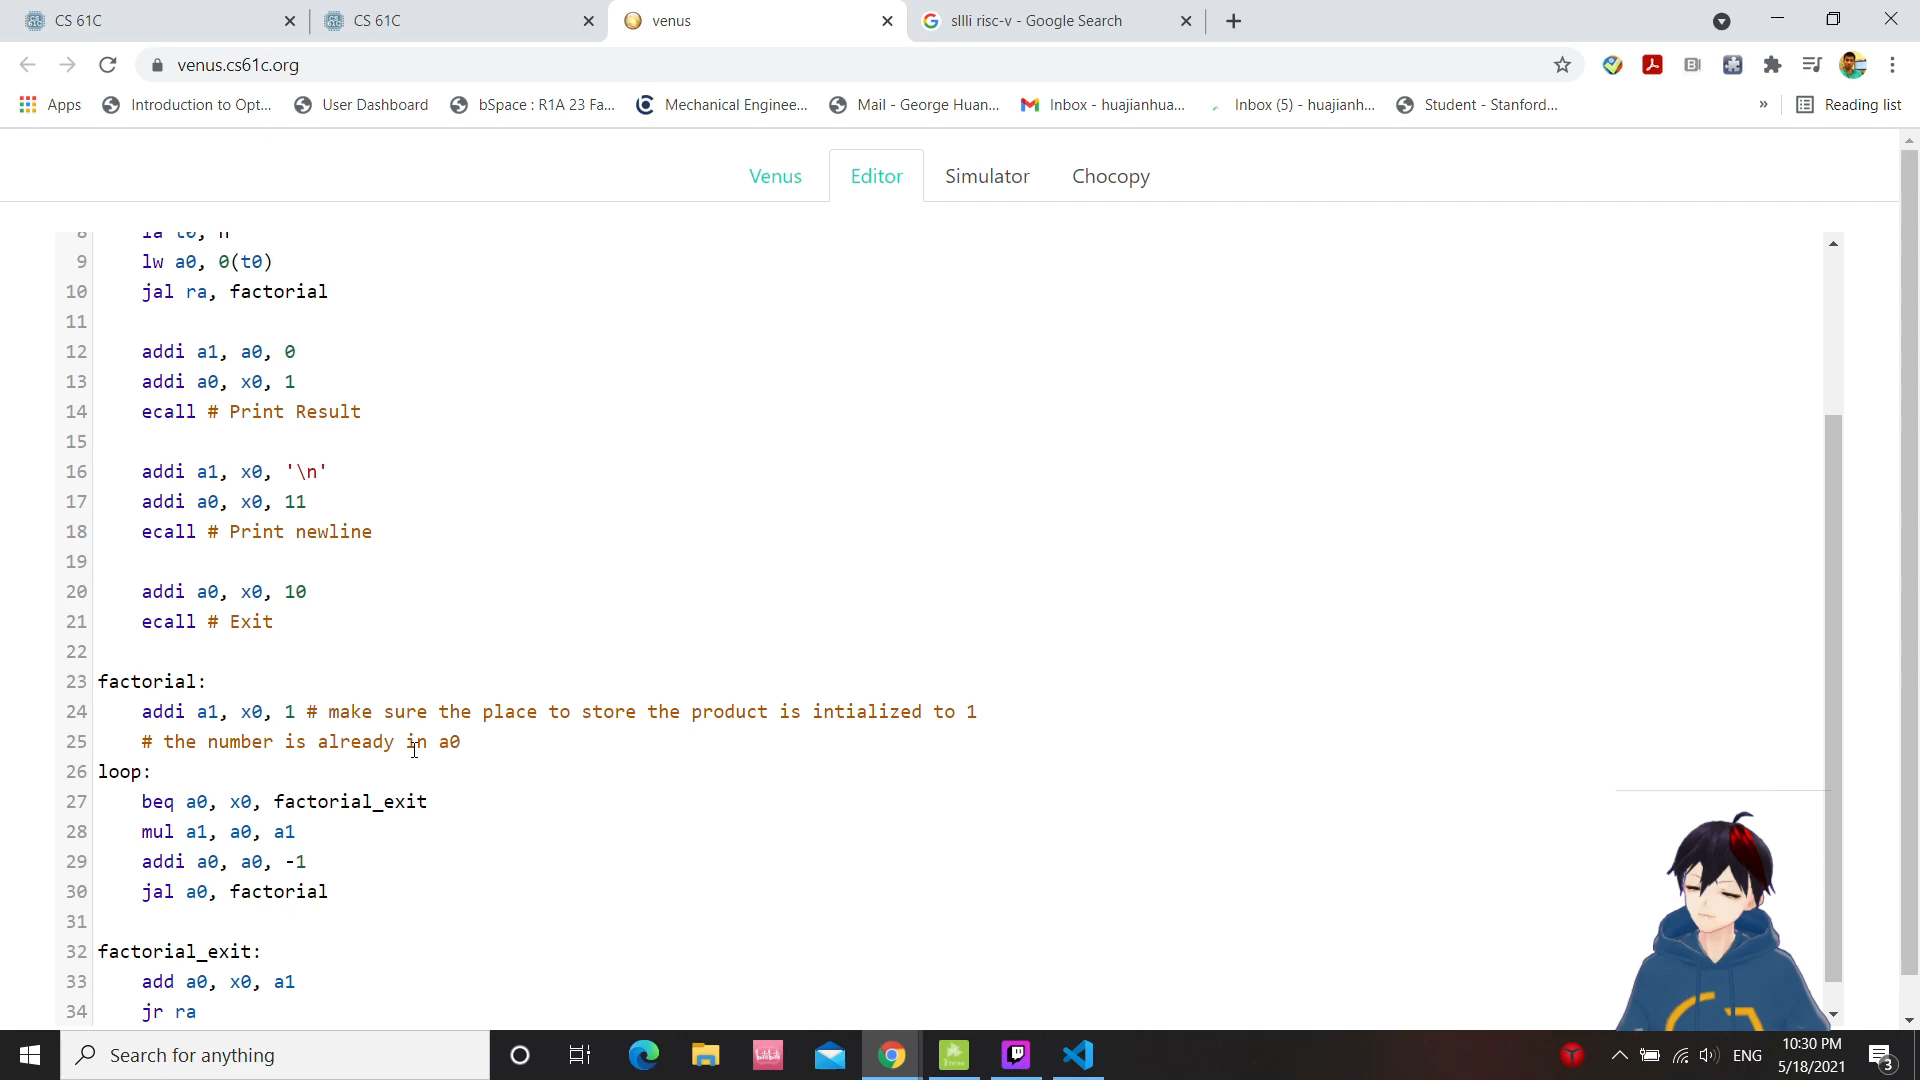 CS 61C
CS 61C
venus
sllli risc-v - Google Search
venus.cs61c.org
Apps
Introduction to Opt...
User Dashboard
bSpace : R1A 23 Fa...
Mechanical Enginee...
Mail - George Huan...
Inbox - huajianhua...
Inbox (5) - huajianh...
Student - Stanford...
»
Reading list
Venus
Editor
Simulator
Chocopy
8 la t0, n
9 lw a0, 0(t0)
10 jal ra, factorial
11
12 addi a1, a0, 0
13 addi a0, x0, 1
14 ecall # Print Result
15
16 addi a1, x0, '\n'
17 addi a0, x0, 11
18 ecall # Print newline
19
20 addi a0, x0, 10
21 ecall # Exit
22
23 factorial:
24 addi a1, x0, 1 # make sure the place to store the product is intialized to 1
25 # the number is already in a0
26 loop:
27 beq a0, x0, factorial_exit
28 mul a1, a0, a1
29 addi a0, a0, -1
30 jal a0, factorial
31
32 factorial_exit:
33 add a0, x0, a1
34 jr ra
Search for anything
ENG
10:30 PM
5/18/2021
3